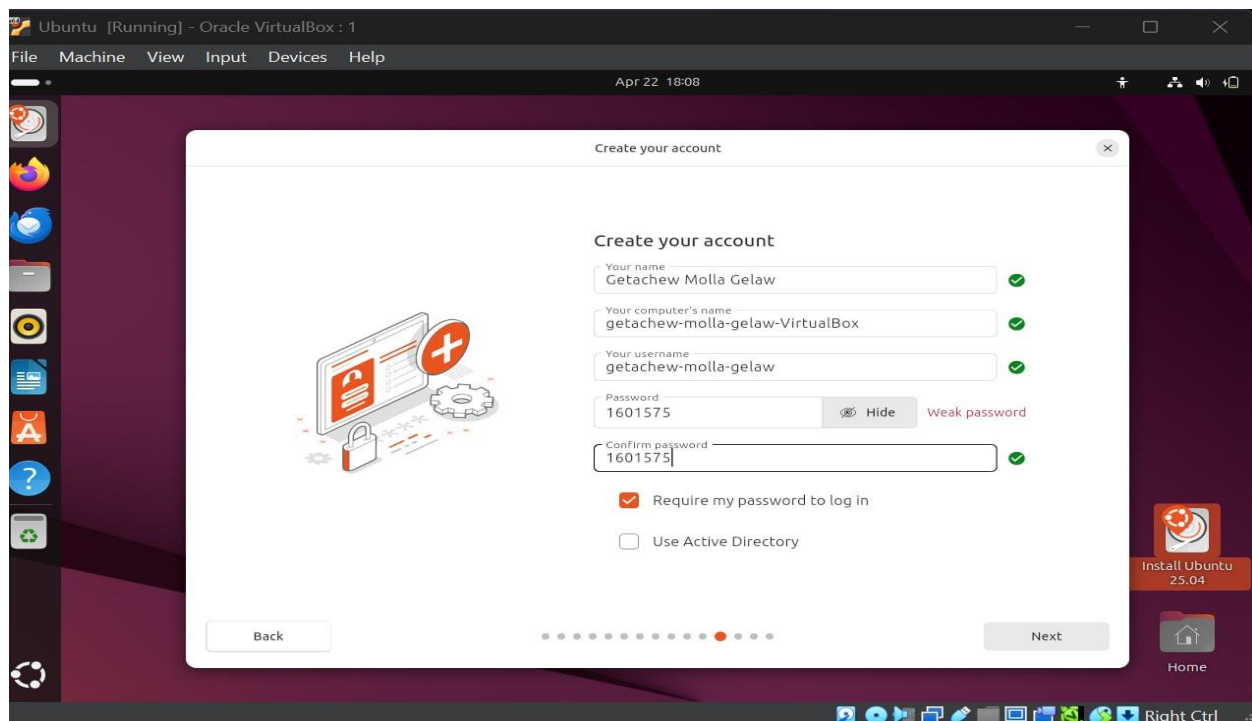 Ubuntu [Running] - Oracle VirtualBox : 1
File Machine View Input Devices Help
Apr 22 18:08
Create your account
Create your account
Your name
Getachew Molla Gelaw
Your computer's name
getachew-molla-gelaw-VirtualBox
Your username
getachew-molla-gelaw
Password
1601575
Hide
Weak password
Confirm password
1601575
Require my password to log in
Use Active Directory
Install Ubuntu
25.04
Back
Next
Home
Right Ctrl